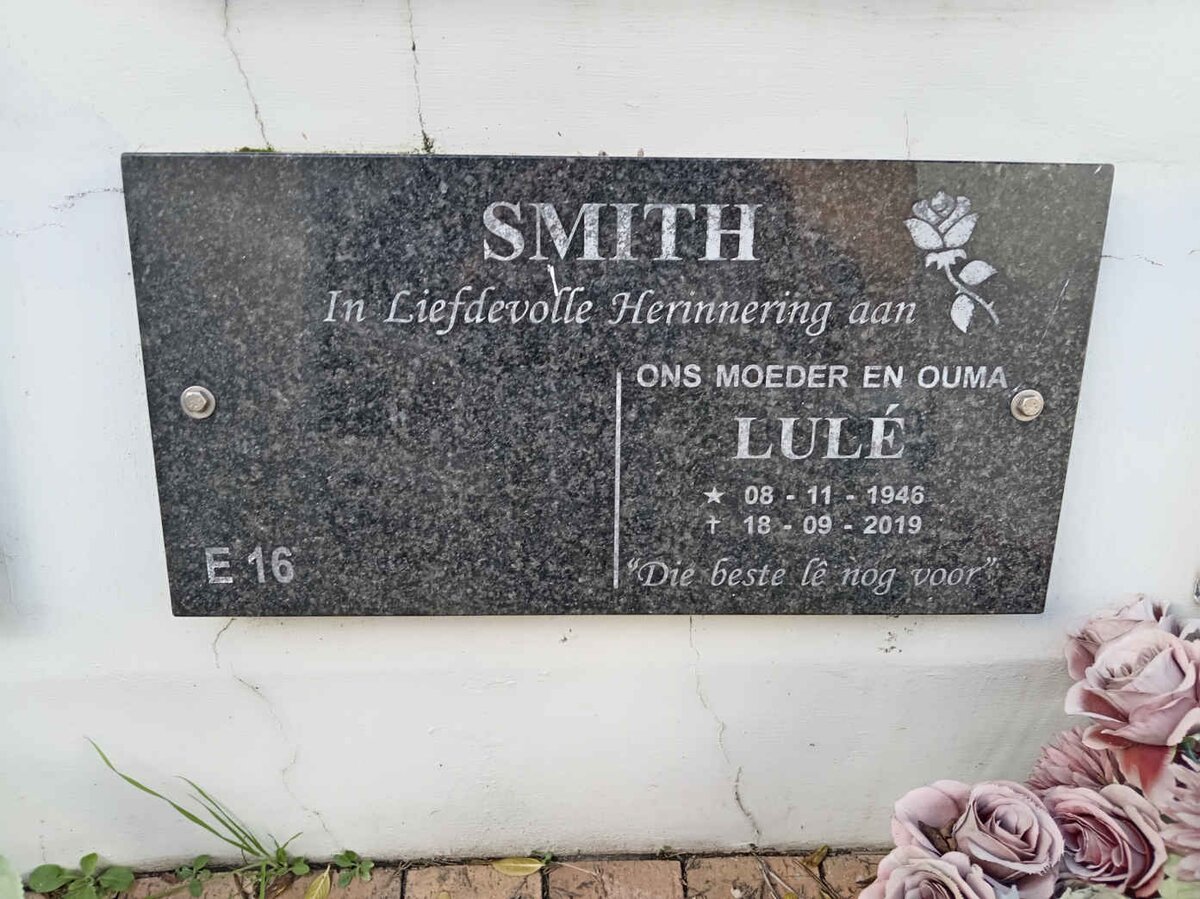 SMITH
In Liefdevolle Herinnering aan
ONS MOEDER EN OUMA
LULÉ
★ 08 - 11 - 1946
† 18 - 09 - 2019
"Die beste lê nog voor"
E 16